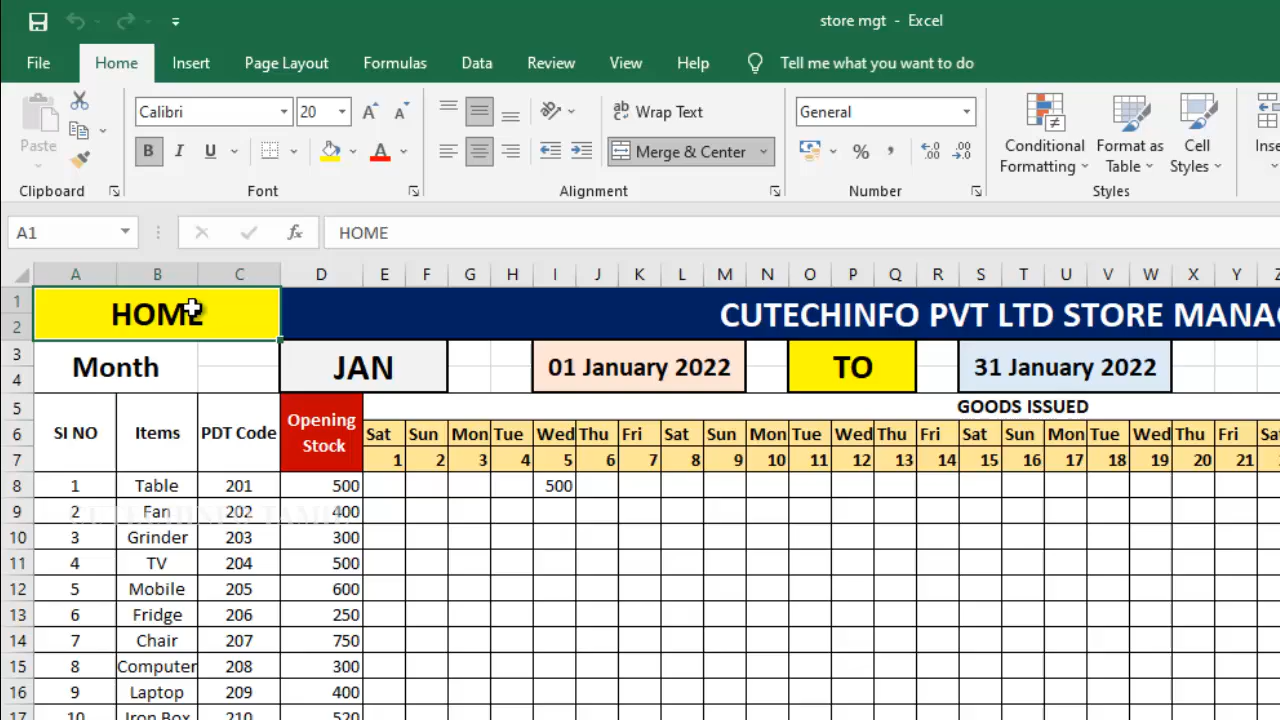 store mgt - Excel
File Home Insert Page Layout Formulas Data Review View Help Tell me what you want to do
Calibri 20 Wrap Text General
Paste B I U Merge & Center % , Conditional Formatting Format as Table Cell Styles
Clipboard Font Alignment Number Styles
A1 fx HOME
A B C D E F G H I J K L M N O P Q R S T U V W X Y
1 2 HOME CUTECHINFO PVT LTD STORE
3 4 Month JAN 01 January 2022 TO 31 January 2022
5 GOODS ISSUED
SI NO Items PDT Code Opening Stock
6 Sat Sun Mon Tue Wed Thu Fri Sat Sun Mon Tue Wed Thu Fri Sat Sun Mon Tue Wed Thu Fri
7 1 2 3 4 5 6 7 8 9 10 11 12 13 14 15 16 17 18 19 20 21
8 1 Table 201 500 500
9 2 Fan 202 400
10 3 Grinder 203 300
11 4 TV 204 500
12 5 Mobile 205 600
13 6 Fridge 206 250
14 7 Chair 207 750
15 8 Computer 208 300
16 9 Laptop 209 400
17 10 Iron Box 210 520